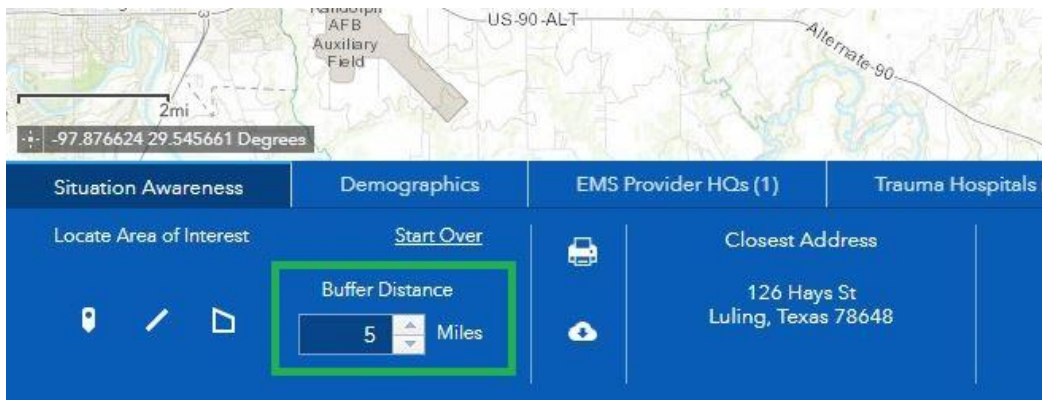 Randolph
AFB
Auxiliary
Field
US-90-ALT
Alternate-90
3
2mi
-97.876624 29.545661 Degrees
Situation Awareness
Demographics
EMS Provider HQs (1)
Trauma Hospitals
Locate Area of Interest
Start Over
Buffer Distance
5 Miles
Closest Address
126 Hays St
Luling, Texas 78648